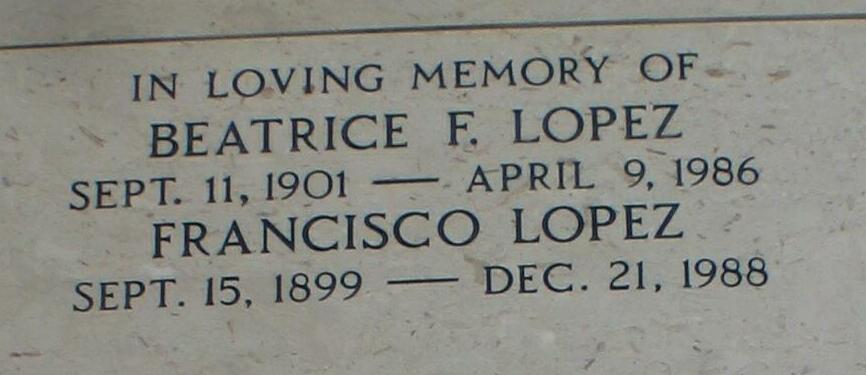 IN LOVING MEMORY OF
BEATRICE F. LOPEZ
SEPT. 11, 1901 — APRIL 9, 1986
FRANCISCO LOPEZ
SEPT. 15, 1899 — DEC. 21, 1988